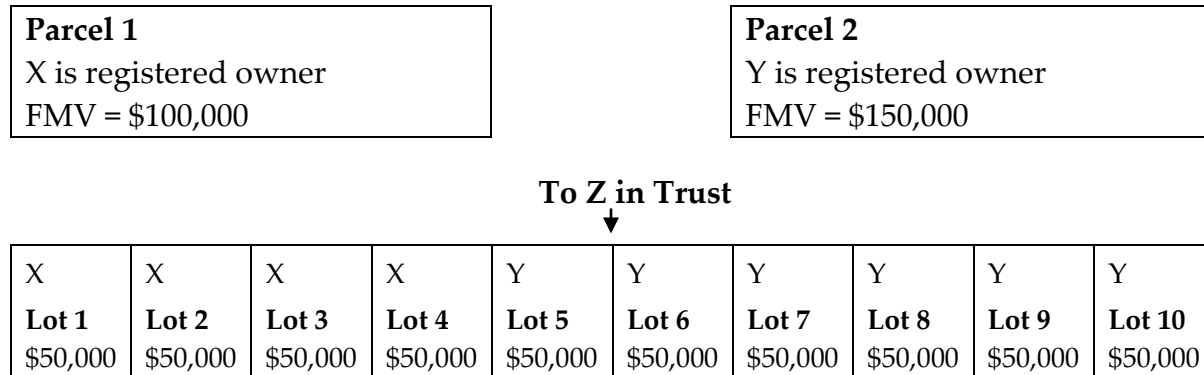 Parcel 1
X is registered owner
FMV = $100,000
Parcel 2
Y is registered owner
FMV = $150,000
To Z in Trust
X X X X Y Y Y Y Y Y
Lot 1 Lot 2 Lot 3 Lot 4 Lot 5 Lot 6 Lot 7 Lot 8 Lot 9 Lot 10
$50,000 $50,000 $50,000 $50,000 $50,000 $50,000 $50,000 $50,000 $50,000 $50,000